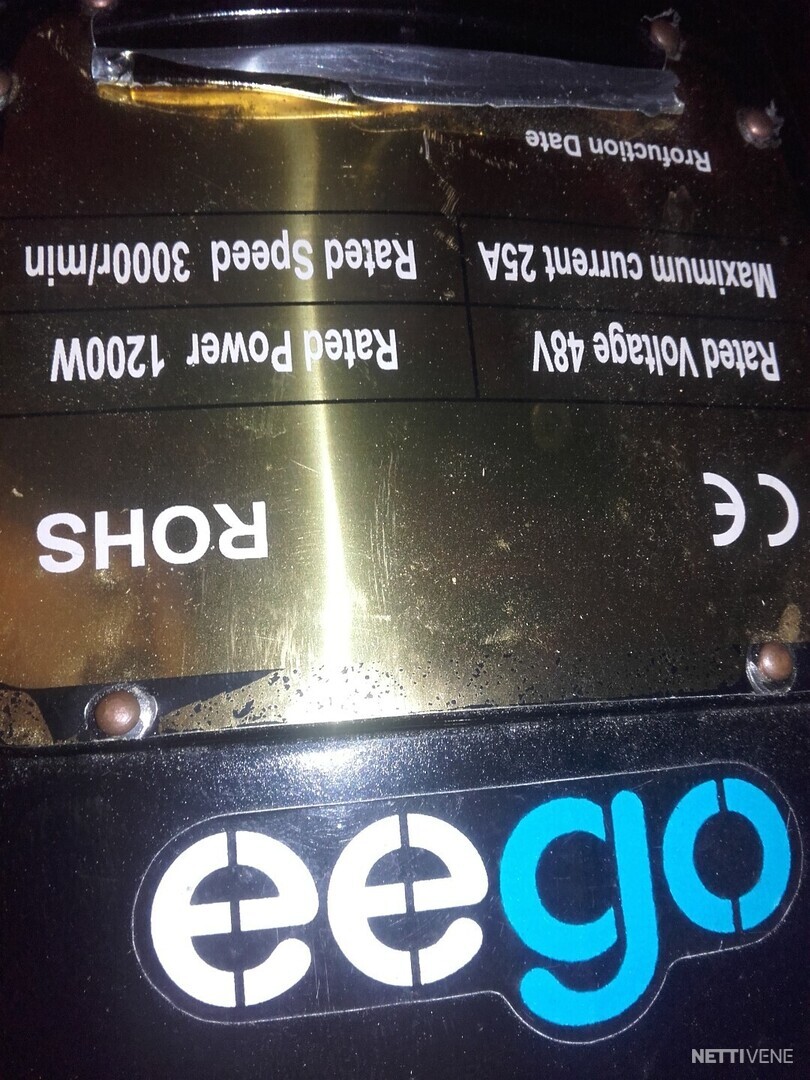 CE ROHS
Rated Voltage 48V Rated Power 1200W
Maximum current 25A Rated Speed 3000r/min
Rrofuction Date
eego
NETTIVENE